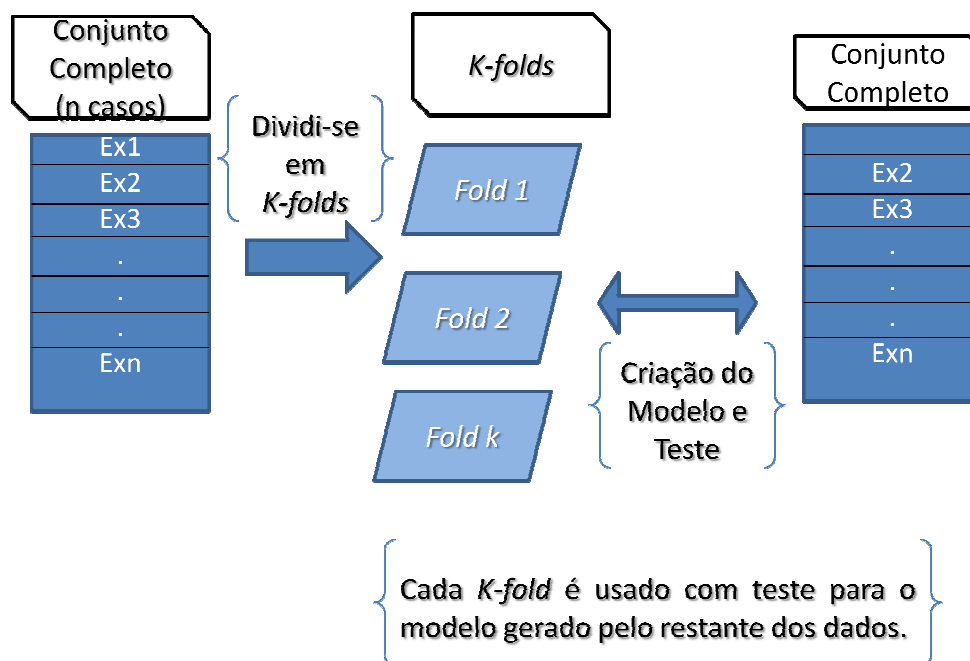 Conjunto
Completo
(n casos)
Ex1
Ex2
Ex3
.
.
.
Exn
Dividi-se
em
K-folds
K-folds
Fold 1
Fold 2
Fold k
Criação do
Modelo e
Teste
Conjunto
Completo
Ex2
Ex3
.
.
.
Exn
Cada K-fold é usado com teste para o
modelo gerado pelo restante dos dados.